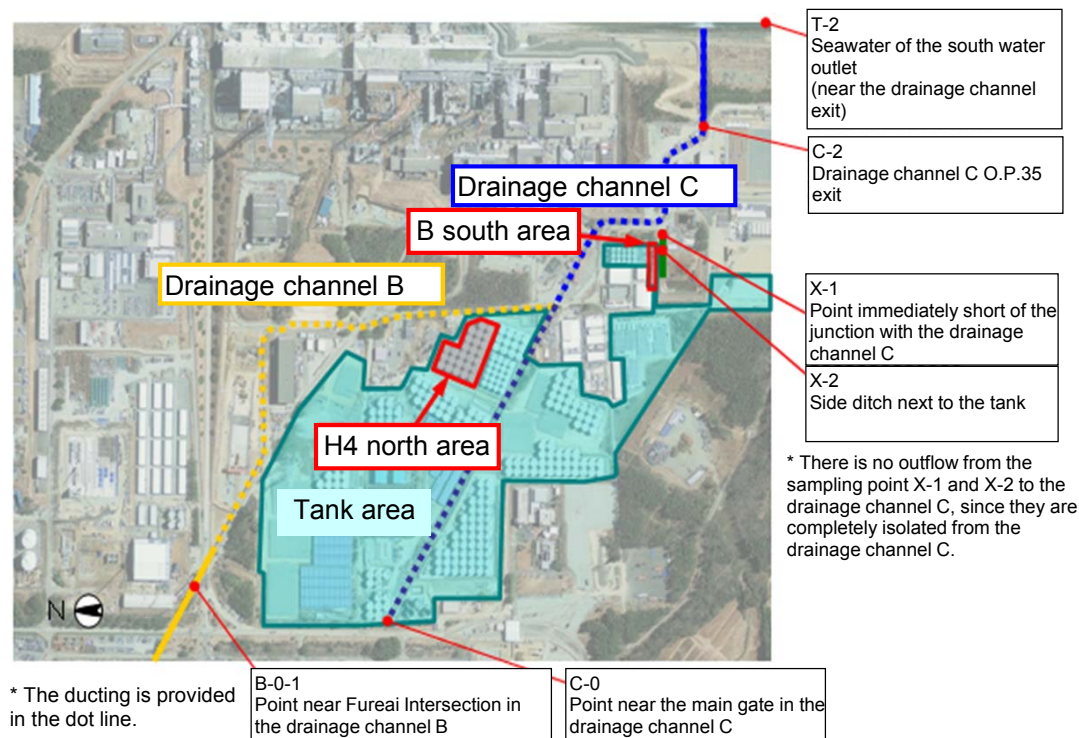 T-2
Seawater of the south water
outlet
(near the drainage channel
exit)
C-2
Drainage channel C O.P.35
exit
Drainage channel C
B south area
Drainage channel B
X-1
Point immediately short of the
junction with the drainage
channel C
X-2
Side ditch next to the tank
H4 north area
* There is no outflow from the
sampling point X-1 and X-2 to the
drainage channel C, since they are
completely isolated from the
drainage channel C.
Tank area
N
* The ducting is provided
in the dot line.
B-0-1
Point near Fureai Intersection in
the drainage channel B
C-0
Point near the main gate in the
drainage channel C